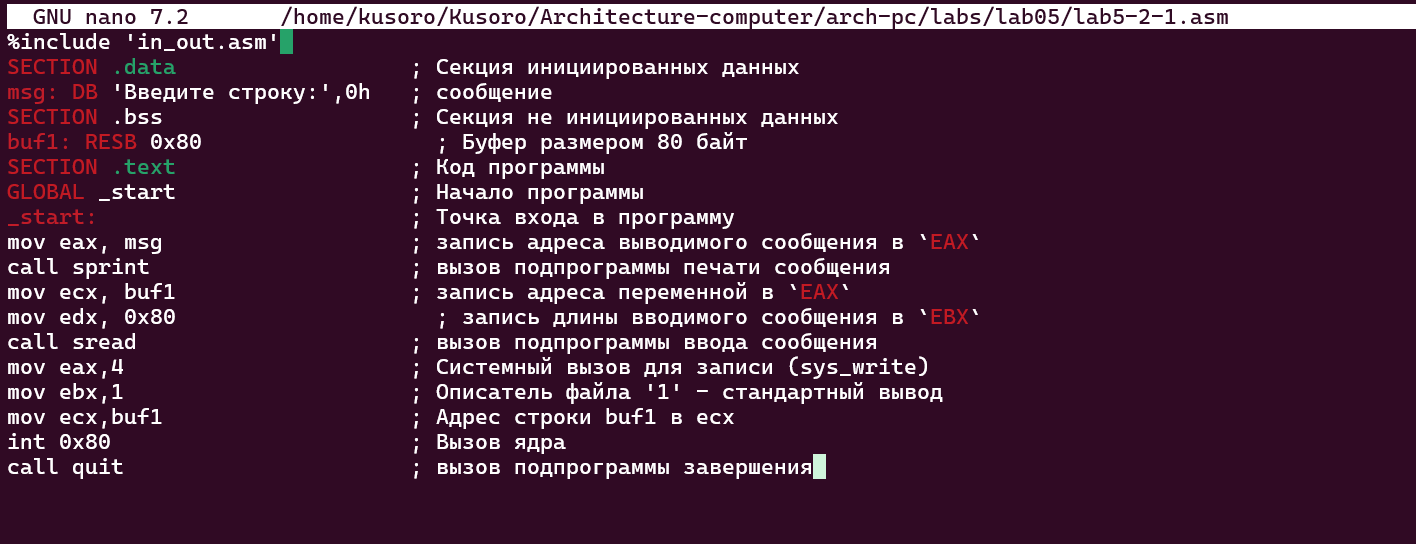 GNU nano 7.2 /home/kusoro/Kusoro/Architecture-computer/arch-pc/labs/lab05/lab5-2-1.asm
%include 'in_out.asm'
SECTION .data ; Секция инициированных данных
msg: DB 'Введите строку:',0h ; сообщение
SECTION .bss ; Секция не инициированных данных
buf1: RESB 0x80 ; Буфер размером 80 байт
SECTION .text ; Код программы
GLOBAL _start ; Начало программы
_start: ; Точка входа в программу
mov eax, msg ; запись адреса выводимого сообщения в `EAX`
call sprint ; вызов подпрограммы печати сообщения
mov ecx, buf1 ; запись адреса переменной в `EAX`
mov edx, 0x80 ; запись длины вводимого сообщения в `EBX`
call sread ; вызов подпрограммы ввода сообщения
mov eax,4 ; Системный вызов для записи (sys_write)
mov ebx,1 ; Описатель файла '1' - стандартный вывод
mov ecx,buf1 ; Адрес строки buf1 в ecx
int 0x80 ; Вызов ядра
call quit ; вызов подпрограммы завершения